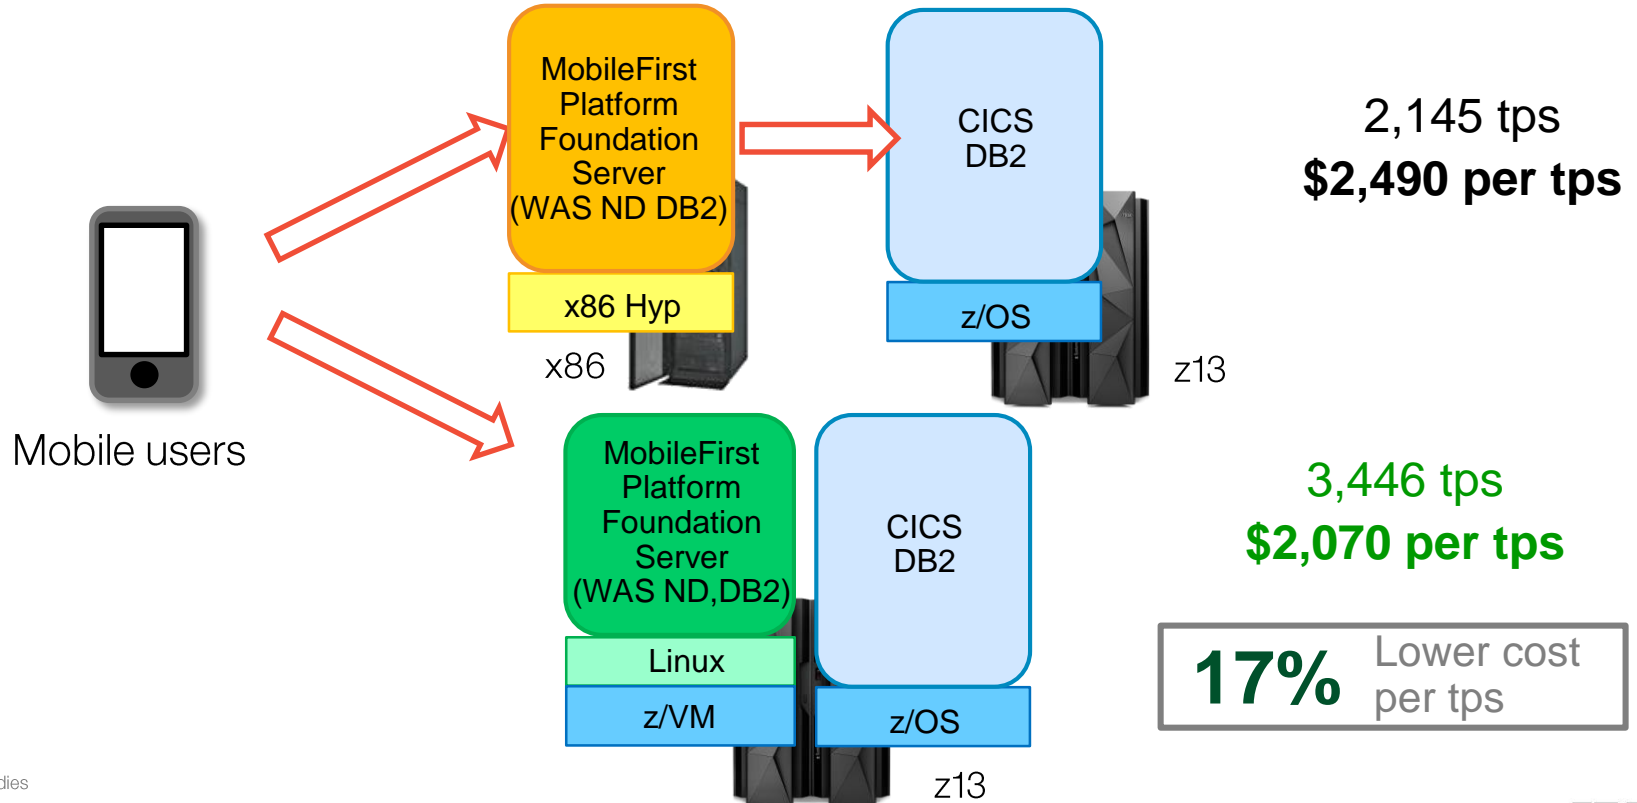 MobileFirst
Platform
Foundation
Server
(WAS ND DB2)
x86 Hyp
x86
CICS
DB2
z/OS
z13
2,145 tps
$2,490 per tps
Mobile users
MobileFirst
Platform
Foundation
Server
(WAS ND,DB2)
Linux
z/VM
CICS
DB2
z/OS
z13
3,446 tps
$2,070 per tps
17%
Lower cost
per tps
dies